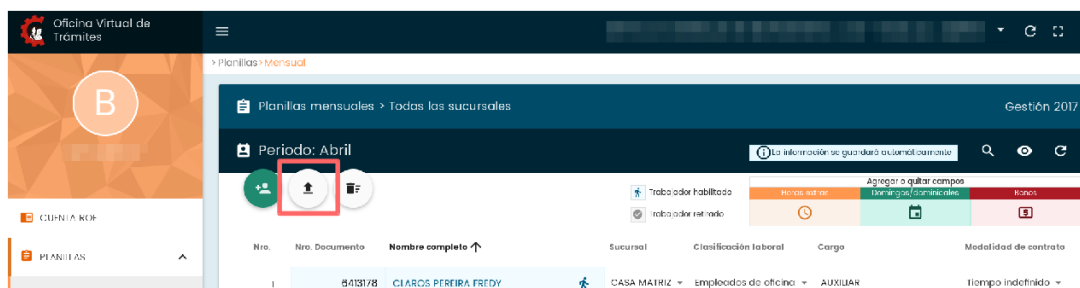 Oficina Virtual de
Trámites
> Planillas > Mensual
B
Planillas mensuales > Todas las sucursales
Gestión 2017
Periodo: Abril
La información se guardará automáticamente
Agregar o quitar campos
Trabajador habilitado
Horas extras
Domingos/dominicales
Bonos
Trabajador retirado
CUENTA ROE
PLANILLAS
Nro.
Nro. Documento
Nombre completo
Sucursal
Clasificación laboral
Cargo
Modalidad de contrato
1
6413178
CLAROS PEREIRA FREDY
CASA MATRIZ
Empleados de oficina
AUXILIAR
Tiempo indefinido